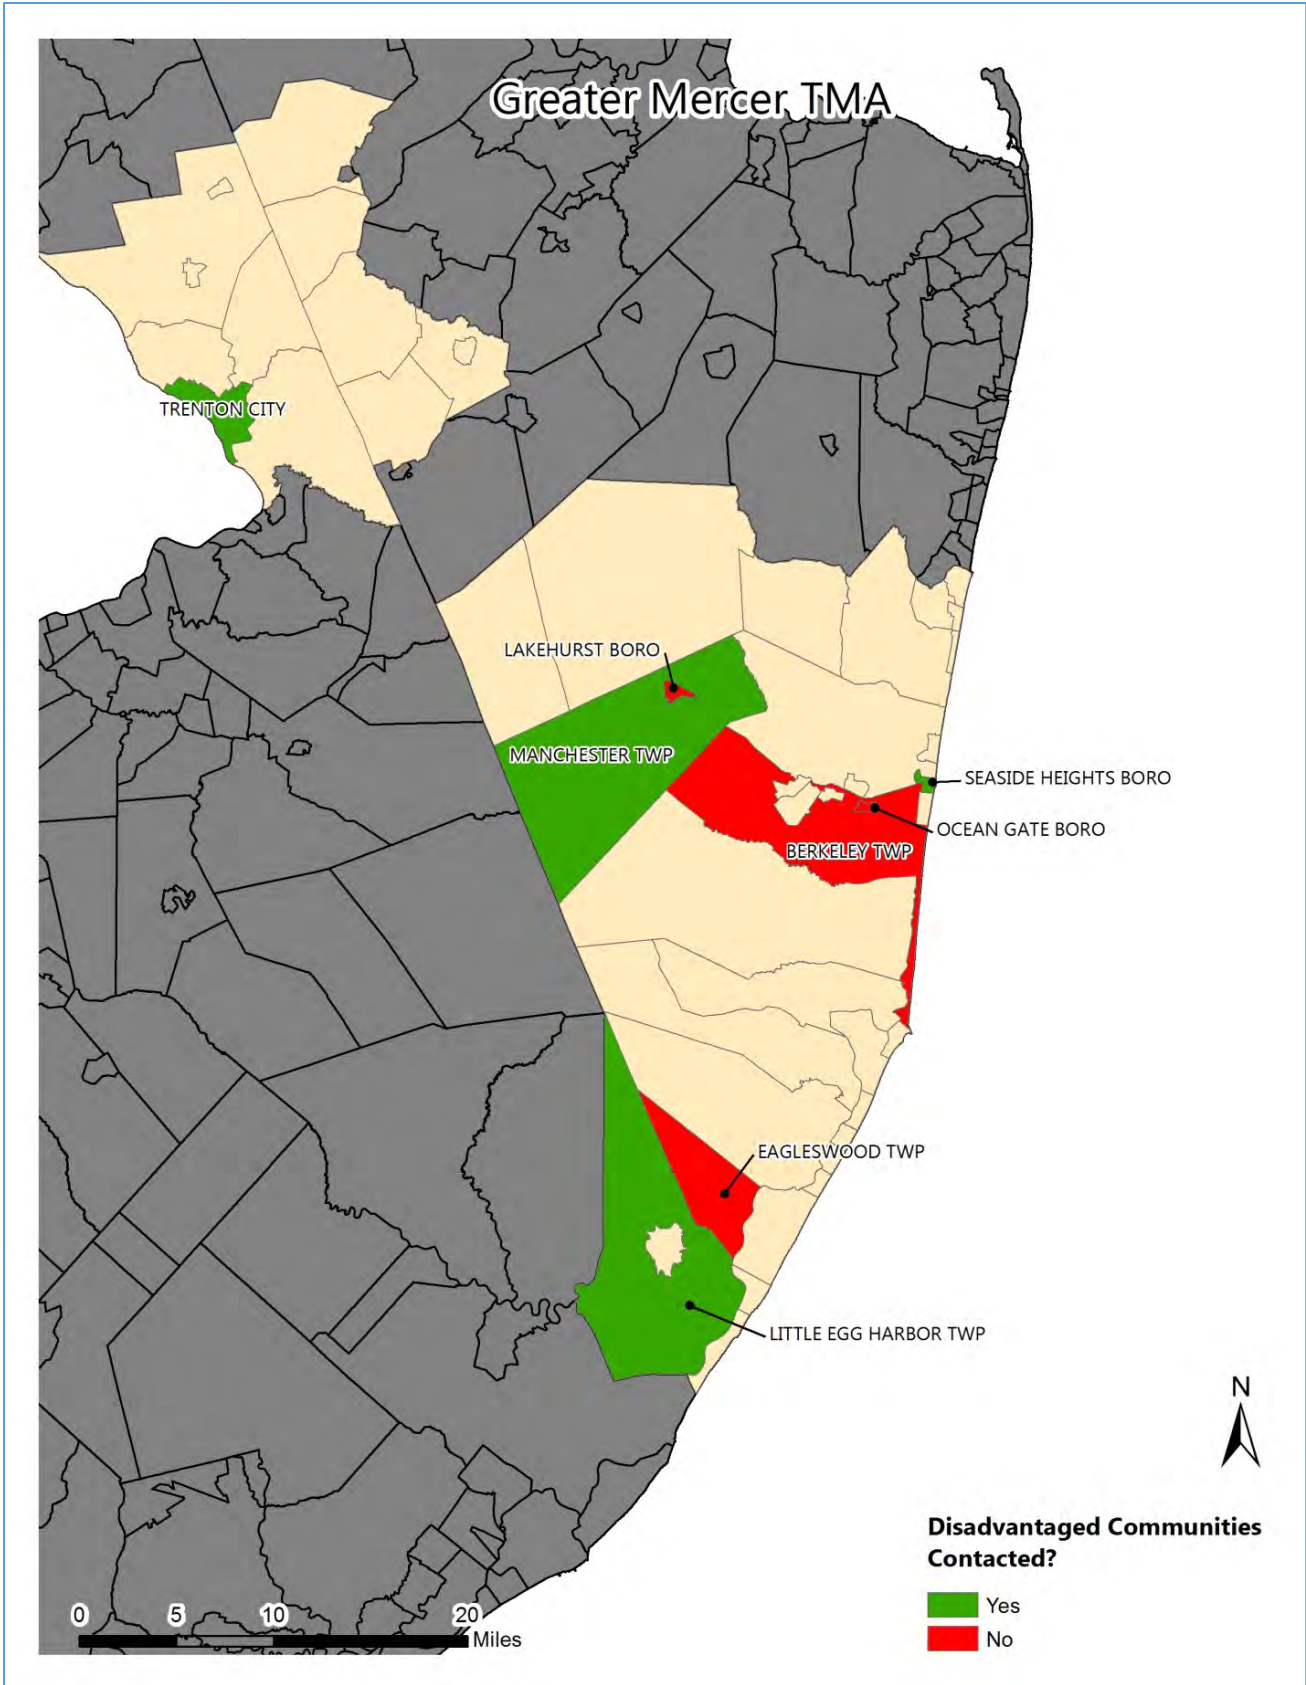 Greater Mercer TMA
TRENTON CITY
LAKEHURST BORO
MANCHESTER TWP
SEASIDE HEIGHTS BORO
OCEAN GATE BORO
BERKELEY TWP
EAGLESWOOD TWP
LITTLE EGG HARBOR TWP
N
Disadvantaged Communities
Contacted?
Yes
No
0 5 10 20
Miles